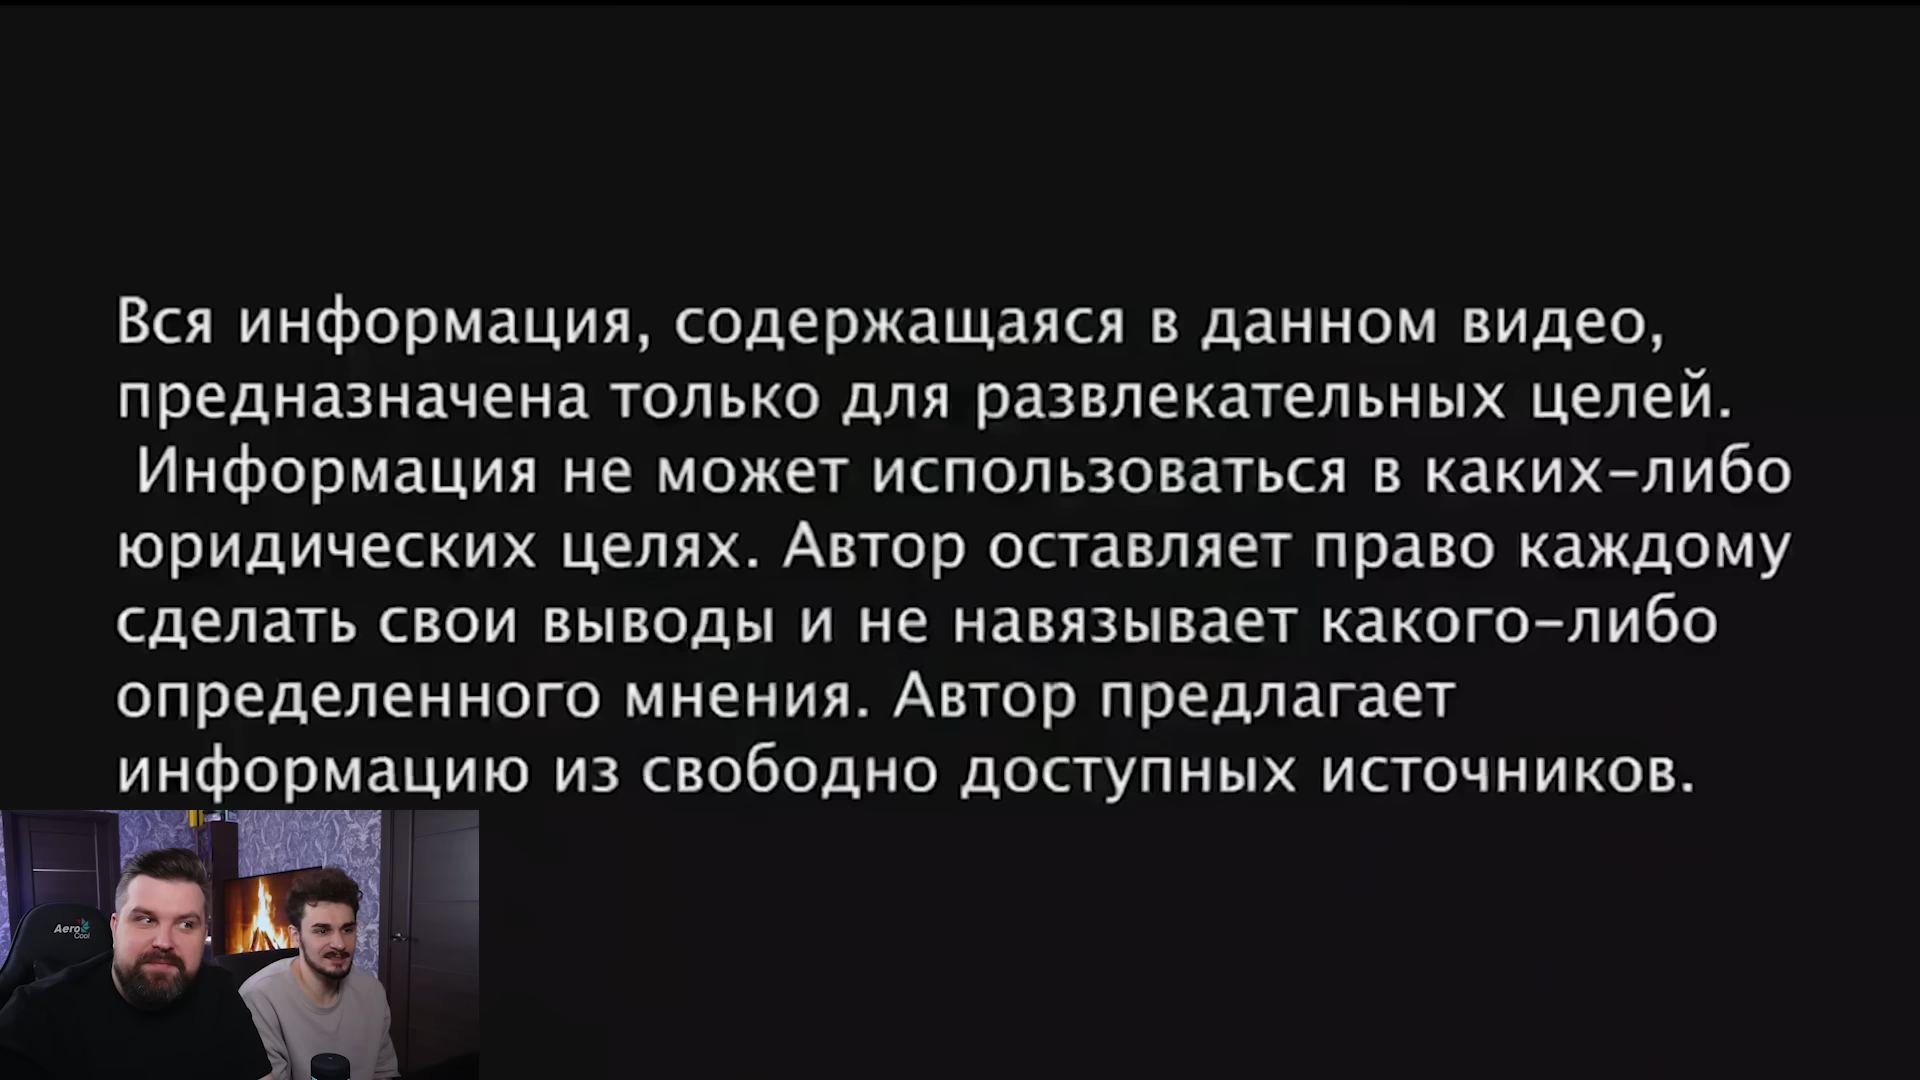 Вся информация, содержащаяся в данном видео,
предназначена только для развлекательных целей.
Информация не может использоваться в каких-либо
юридических целях. Автор оставляет право каждому
сделать свои выводы и не навязывает какого-либо
определенного мнения. Автор предлагает
информацию из свободно доступных источников.
Aero
Cool